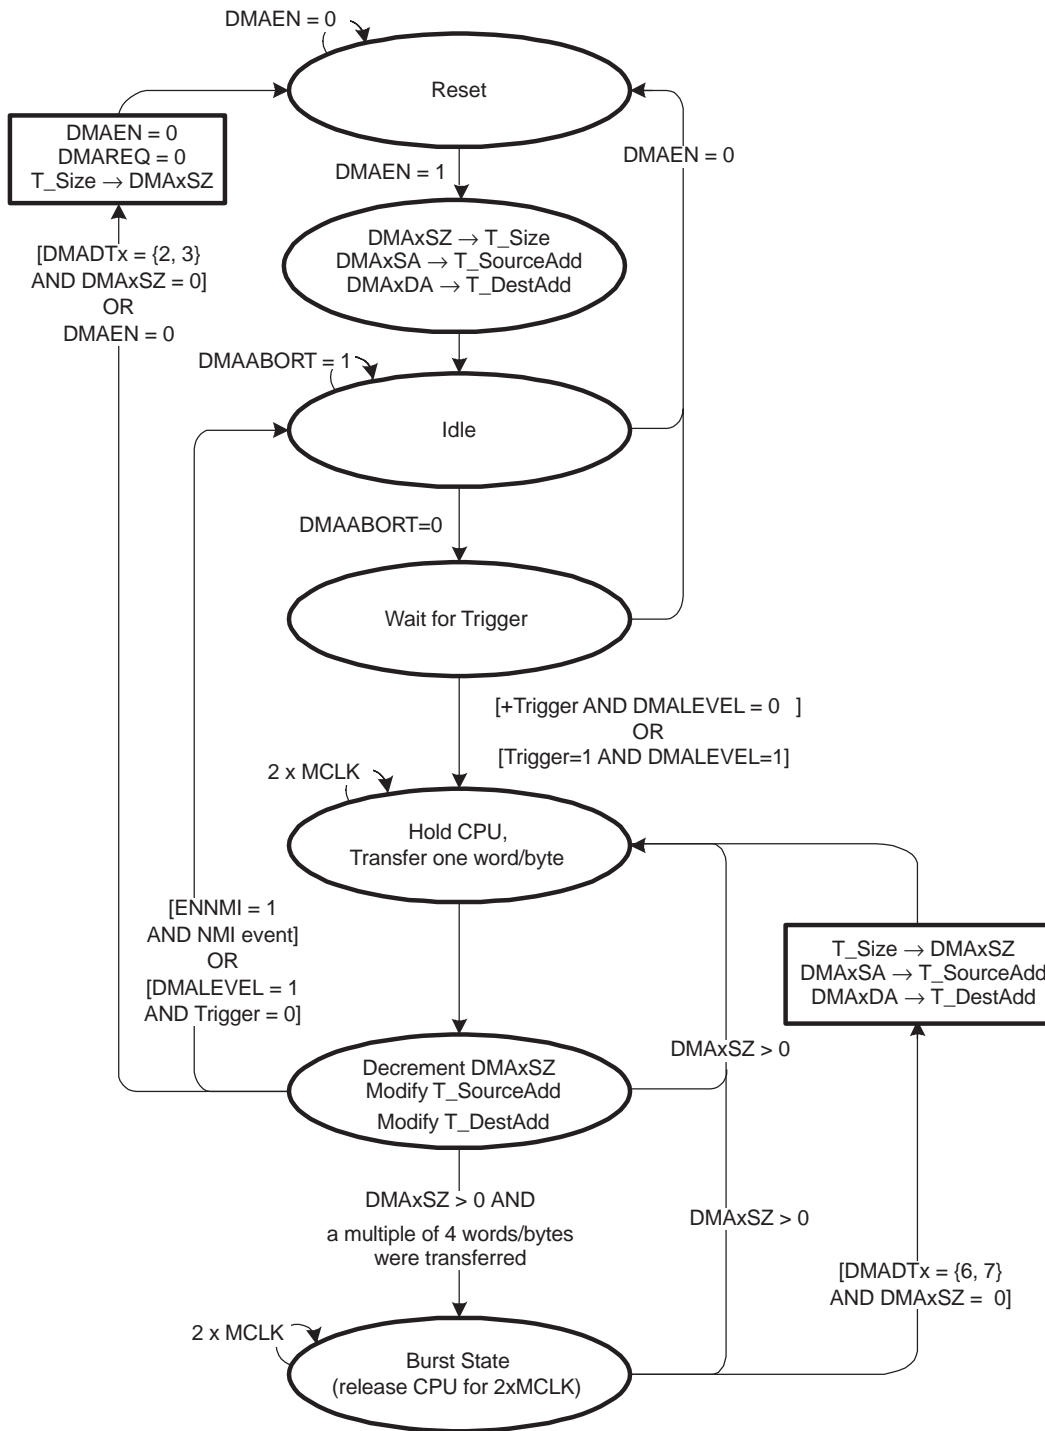 DMAEN = 0
Reset
DMAEN = 0
DMAREQ = 0
T_Size → DMAxSZ
DMAEN = 0
DMAEN = 1
[DMADTx = {2, 3}
AND DMAxSZ = 0]
OR
DMAEN = 0
DMAxSZ → T_Size
DMAxSA → T_SourceAdd
DMAxDA → T_DestAdd
DMAABORT = 1
Idle
DMAABORT=0
Wait for Trigger
[+Trigger AND DMALEVEL = 0 ]
OR
[Trigger=1 AND DMALEVEL=1]
2 x MCLK
Hold CPU,
Transfer one word/byte
[ENNMI = 1
AND NMI event]
OR
[DMALEVEL = 1
AND Trigger = 0]
T_Size → DMAxSZ
DMAxSA → T_SourceAdd
DMAxDA → T_DestAdd
DMAxSZ > 0
Decrement DMAxSZ
Modify T_SourceAdd
Modify T_DestAdd
DMAxSZ > 0 AND
a multiple of 4 words/bytes
were transferred
DMAxSZ > 0
[DMADTx = {6, 7}
AND DMAxSZ = 0]
2 x MCLK
Burst State
(release CPU for 2xMCLK)